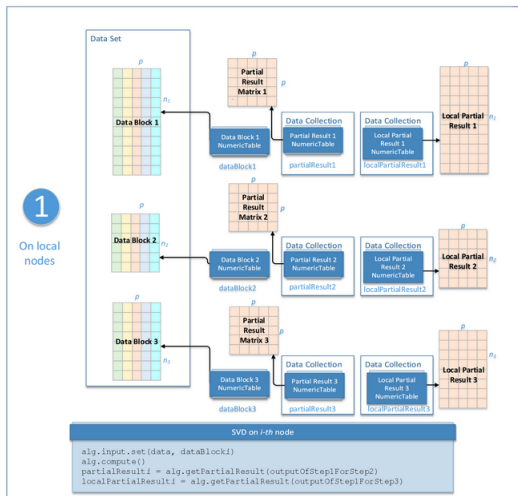 Data Set
p
n1
Data Block 1
p
Partial
Result
Matrix 1
p
Data Block 1
NumericTable
dataBlock1
Data Collection
Partial Result 1
NumericTable
partialResult1
Data Collection
Local Partial
Result 1
NumericTable
localPartialResult1
p
n1
Local Partial
Result 1
1
On local
nodes
p
n2
Data Block 2
p
Partial
Result
Matrix 2
p
Data Block 2
NumericTable
dataBlock2
Data Collection
Partial Result 2
NumericTable
partialResult2
Data Collection
Local Partial
Result 2
NumericTable
localPartialResult2
p
n2
Local Partial
Result 2
p
n3
Data Block 3
p
Partial
Result
Matrix 3
p
Data Block 3
NumericTable
dataBlock3
Data Collection
Partial Result 3
NumericTable
partialResult3
Data Collection
Local Partial
Result 3
NumericTable
localPartialResult3
p
n3
Local Partial
Result 3
SVD on i-th node
alg.input.set(data, dataBlocki)
alg.compute()
partialResulti = alg.getPartialResult(outputOfStep1ForStep2)
localPartialResulti = alg.getPartialResult(outputOfStep1ForStep3)